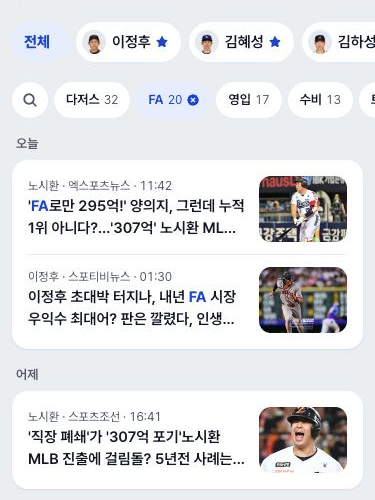 전체
이정후
김혜성
김하성
다저스 32
FA 20
영입 17
수비 13
오늘
노시환 · 엑스포츠뉴스 · 11:42
'FA로만 295억!' 양의지, 그런데 누적
1위 아니다?...'307억' 노시환 ML...
이정후 · 스포티비뉴스 · 01:30
이정후 초대박 터지나, 내년 FA 시장
우익수 최대어? 판은 깔렸다, 인생...
어제
노시환 · 스포츠조선 · 16:41
'직장 폐쇄'가 '307억 포기'노시환
MLB 진출에 걸림돌? 5년전 사례는...